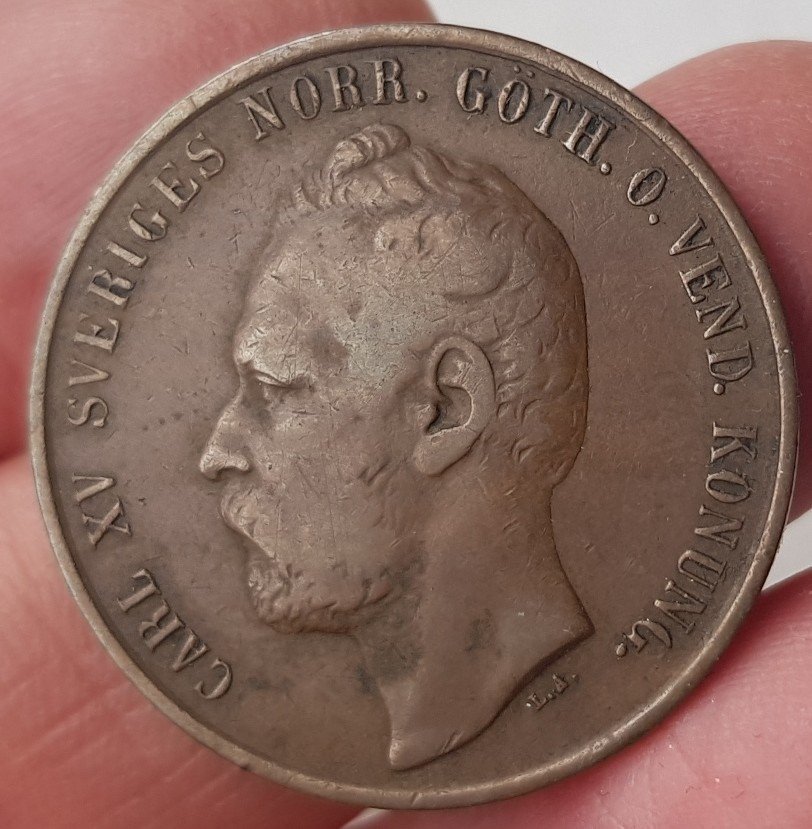 CARL XV SVERIGES NORR. GÖTH. O. VEND. KONUNG.
L.A.